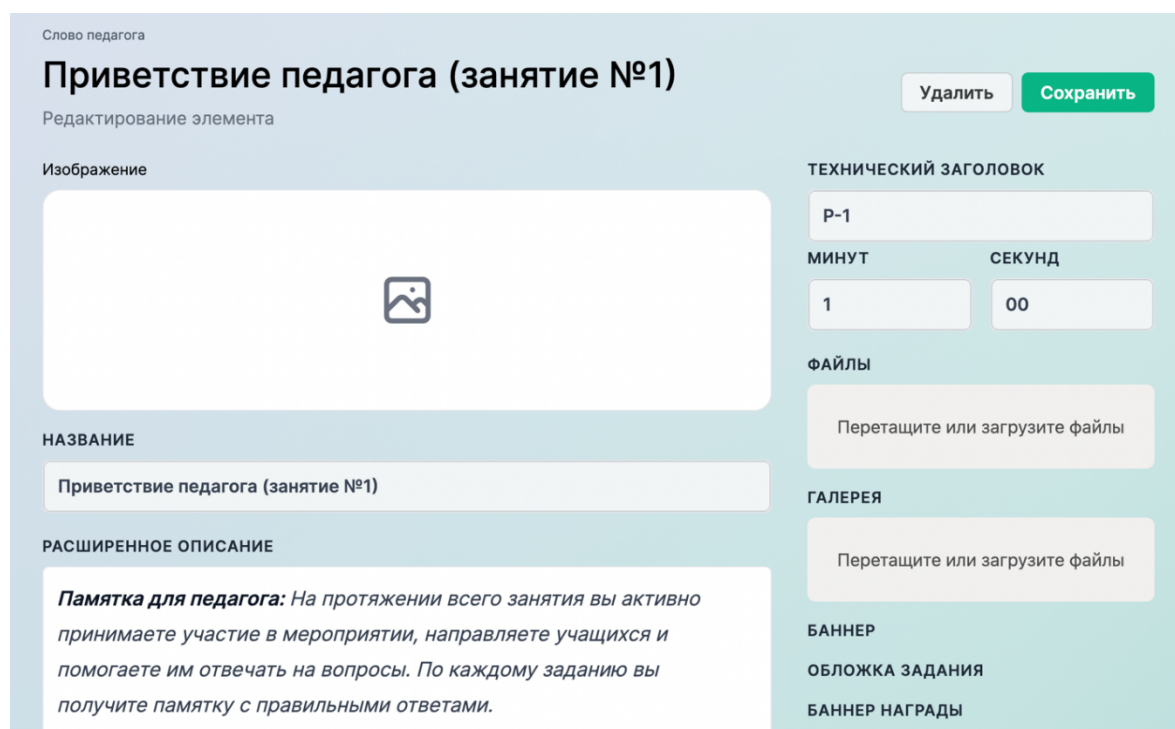 Слово педагога
Приветствие педагога (занятие №1)
Редактирование элемента
Удалить
Сохранить
Изображение
НАЗВАНИЕ
Приветствие педагога (занятие №1)
РАСШИРЕННОЕ ОПИСАНИЕ
Памятка для педагога: На протяжении всего занятия вы активно
принимаете участие в мероприятии, направляете учащихся и
помогаете им отвечать на вопросы. По каждому заданию вы
получите памятку с правильными ответами.
ТЕХНИЧЕСКИЙ ЗАГОЛОВОК
P-1
МИНУТ
СЕКУНД
1
00
ФАЙЛЫ
Перетащите или загрузите файлы
ГАЛЕРЕЯ
Перетащите или загрузите файлы
БАННЕР
ОБЛОЖКА ЗАДАНИЯ
БАННЕР НАГРАДЫ